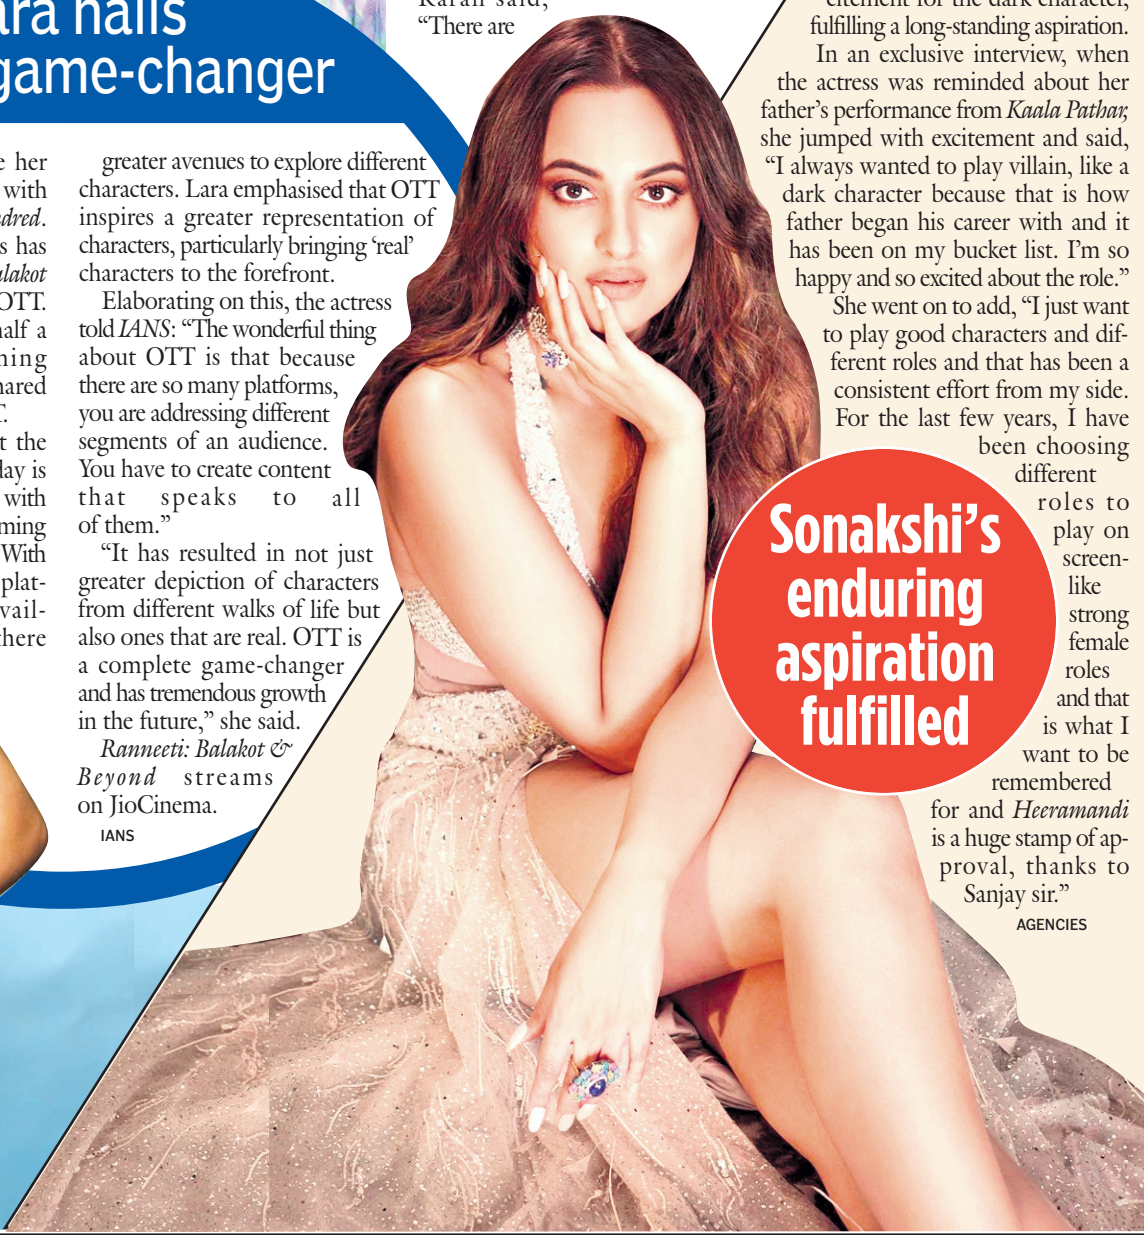 ara hails
game-changer
e her
with
dred.
s has
alakot
OTT.
half a
ning
hared
T.
t the
day is
with
ming
With
plat-
vail-
here
greater avenues to explore different
characters. Lara emphasised that OTT
inspires a greater representation of
characters, particularly bringing ‘real’
characters to the forefront.
Elaborating on this, the actress
told IANS: “The wonderful thing
about OTT is that because
there are so many platforms,
you are addressing different
segments of an audience.
You have to create content
that speaks to all
of them.”
“It has resulted in not just
greater depiction of characters
from different walks of life but
also ones that are real. OTT is
a complete game-changer
and has tremendous growth
in the future,” she said.
Ranneeti: Balakot &
Beyond streams
on JioCinema.
IANS
Karan said,
“There are
citement for the dark character,
fulfilling a long-standing aspiration.
In an exclusive interview, when
the actress was reminded about her
father’s performance from Kaala Pathar,
she jumped with excitement and said,
“I always wanted to play villain, like a
dark character because that is how
father began his career with and it
has been on my bucket list. I’m so
happy and so excited about the role.”
She went on to add, “I just want
to play good characters and dif-
ferent roles and that has been a
consistent effort from my side.
For the last few years, I have
been choosing
different
roles to
play on
screen-
like
strong
female
roles
and that
is what I
want to be
remembered
for and Heeramandi
is a huge stamp of ap-
proval, thanks to
Sanjay sir.”
AGENCIES
Sonakshi’s
enduring
aspiration
fulfilled